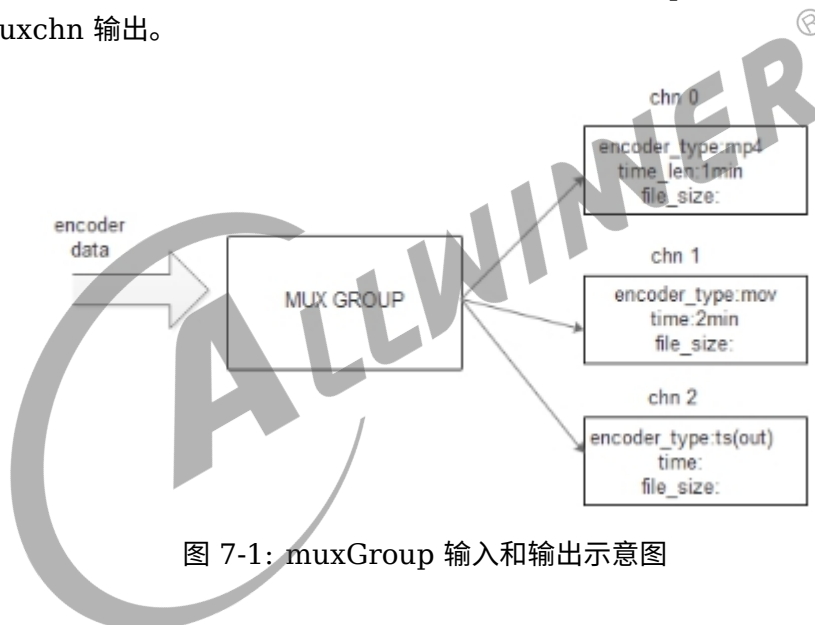 uxchn 输出。
encoder
data
MUX GROUP
chn 0
encoder_type:mp4
time_len:1min
file_size:
chn 1
encoder_type:mov
time:2min
file_size:
chn 2
encoder_type:ts(out)
time:
file_size:
ALLWINNER®
图 7-1: muxGroup 输入和输出示意图